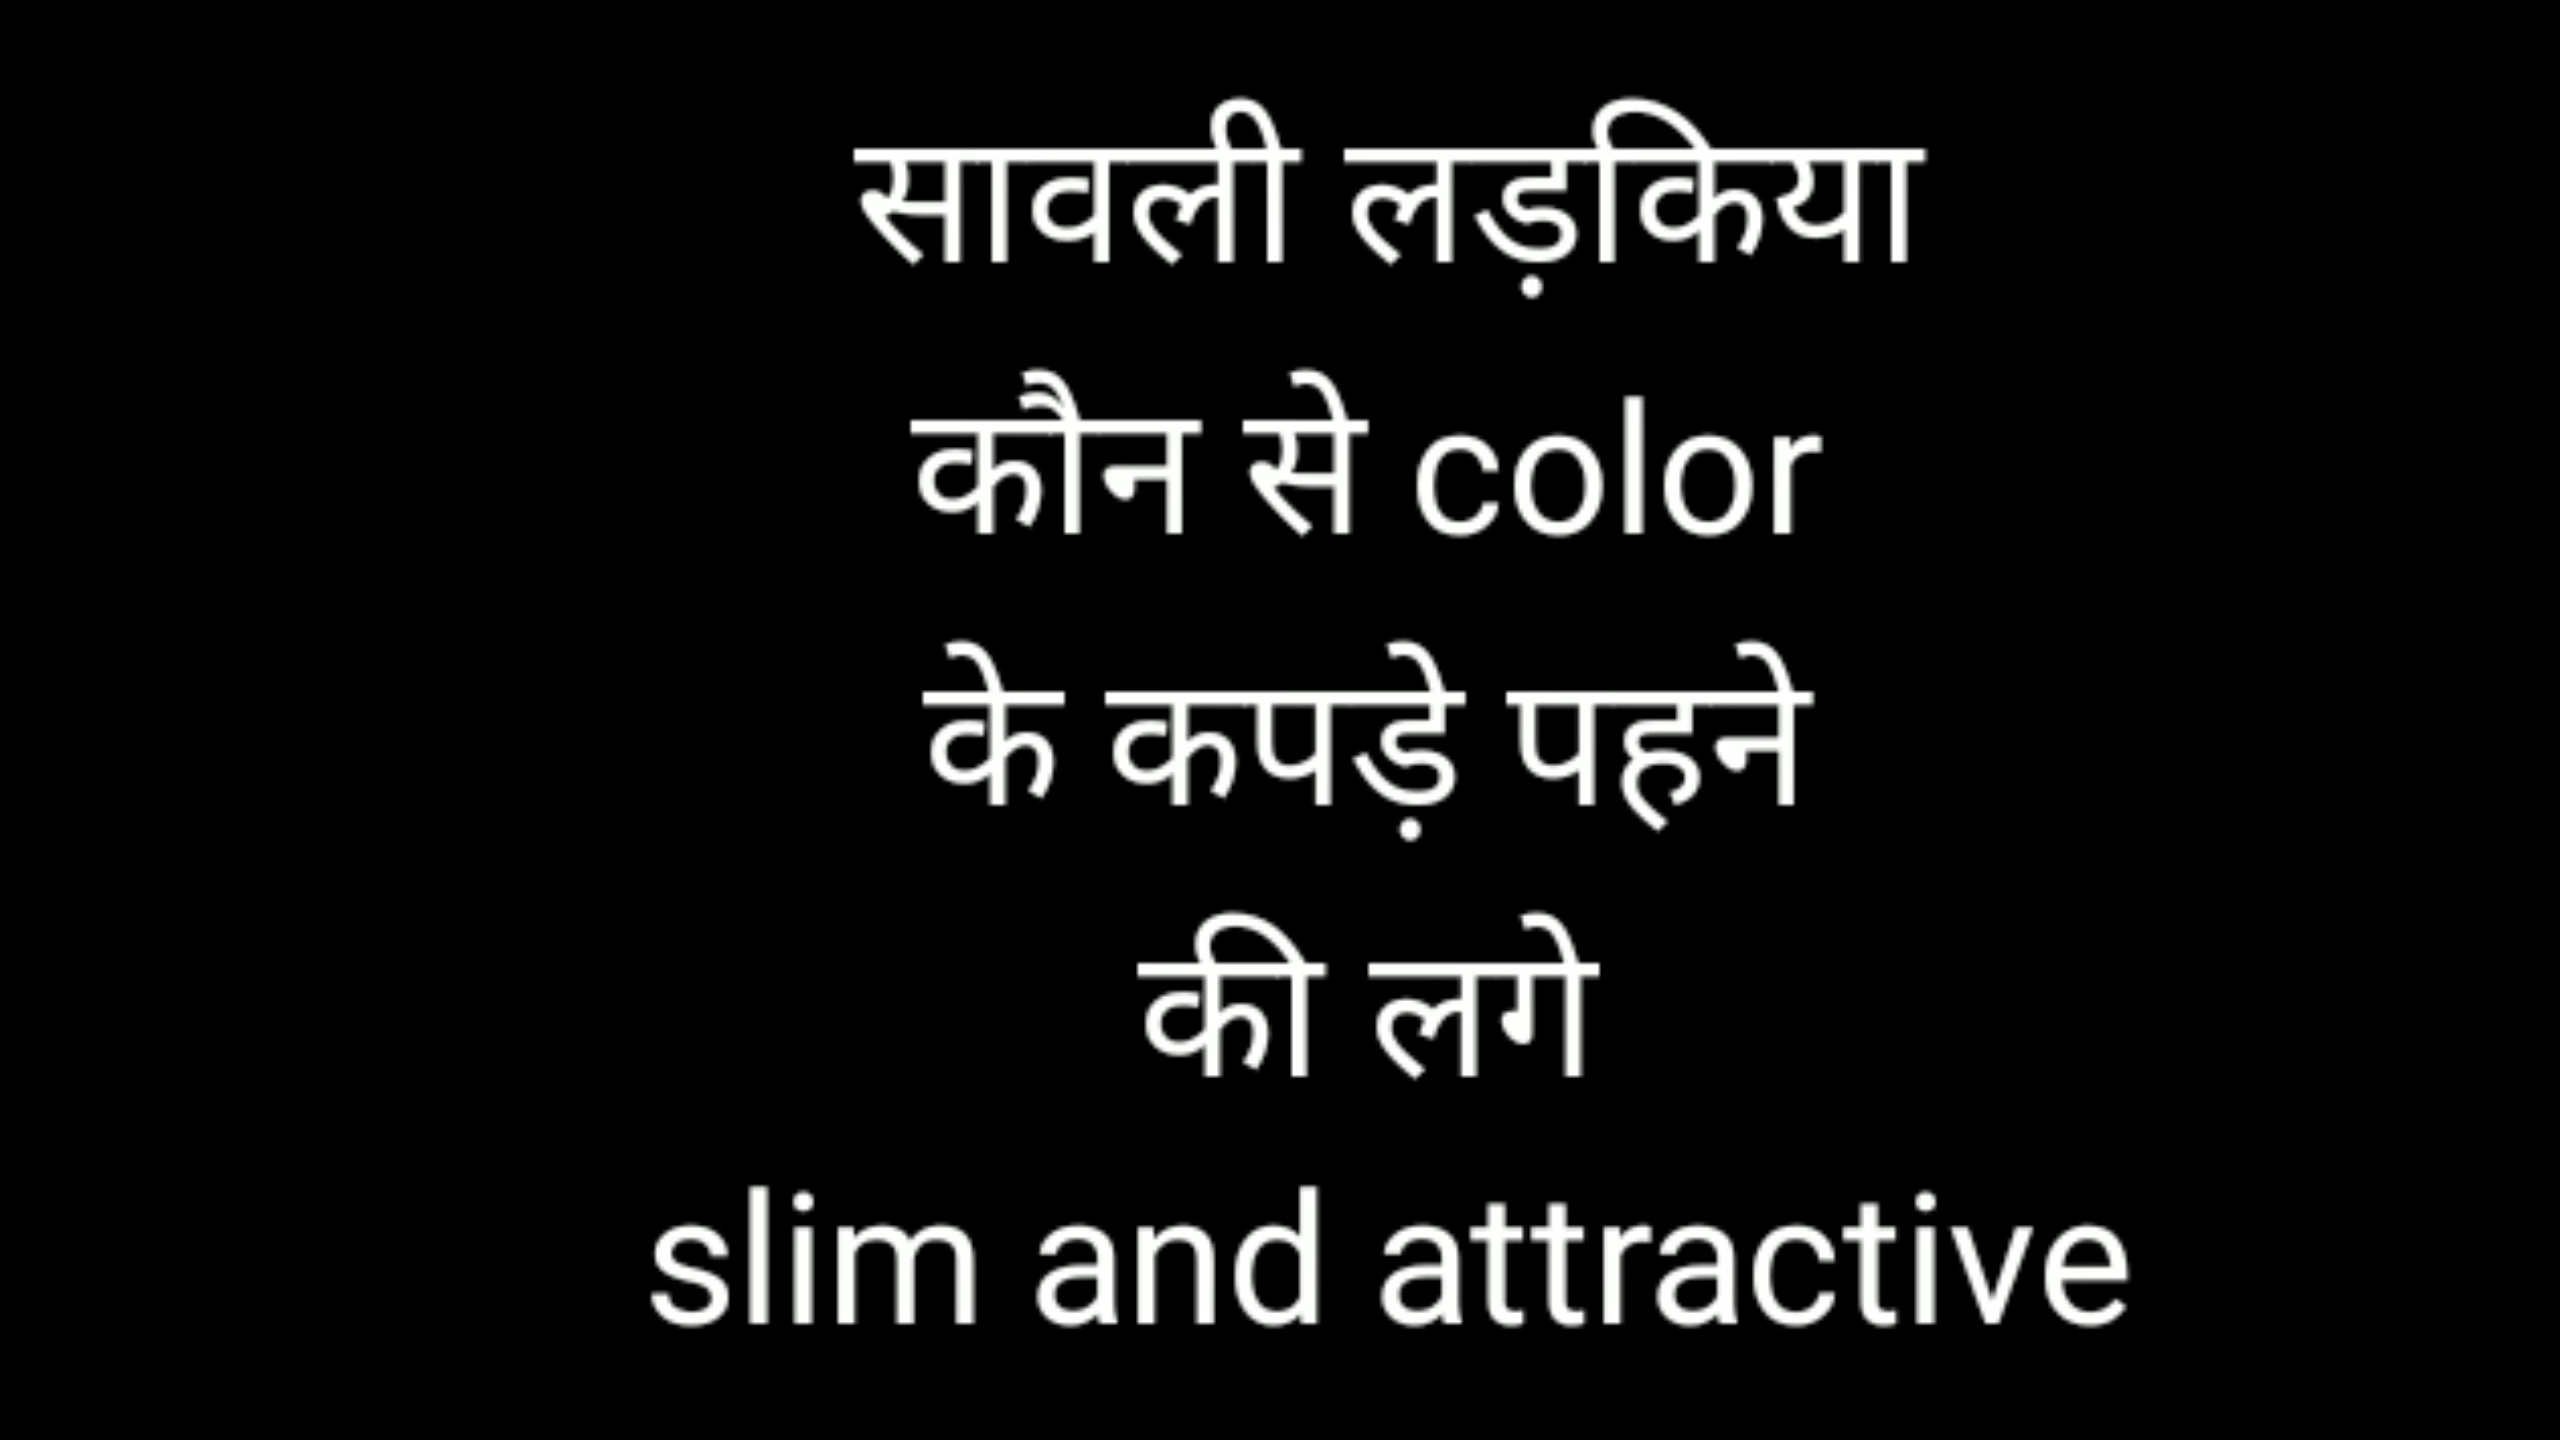 सावली लड़किया
कौन से color
के कपड़े पहने
की लगे
slim and attractive